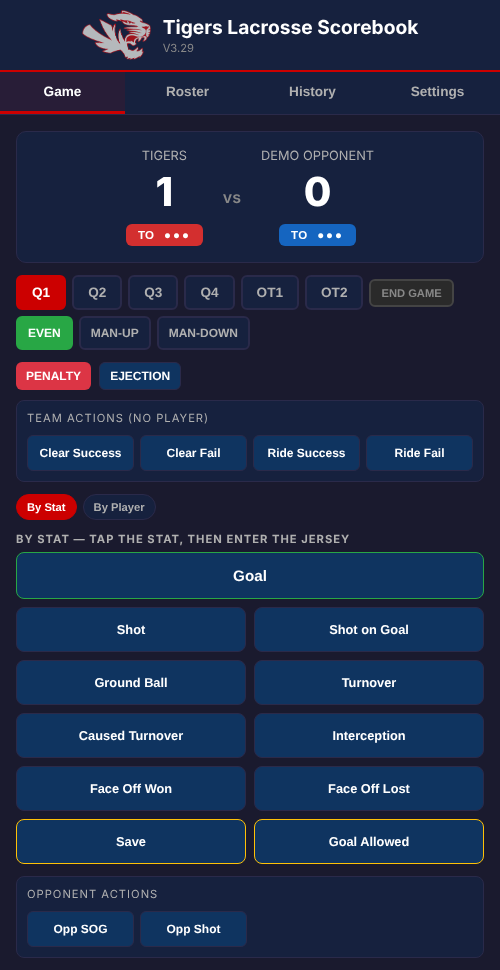 Tigers Lacrosse Scorebook
V3.29
Game Roster History Settings
TIGERS DEMO OPPONENT
1 vs 0
TO ●●● TO ●●●
Q1 Q2 Q3 Q4 OT1 OT2 END GAME
EVEN MAN-UP MAN-DOWN
PENALTY EJECTION
TEAM ACTIONS (NO PLAYER)
Clear Success Clear Fail Ride Success Ride Fail
By Stat By Player
BY STAT — TAP THE STAT, THEN ENTER THE JERSEY
Goal
Shot Shot on Goal
Ground Ball Turnover
Caused Turnover Interception
Face Off Won Face Off Lost
Save Goal Allowed
OPPONENT ACTIONS
Opp SOG Opp Shot